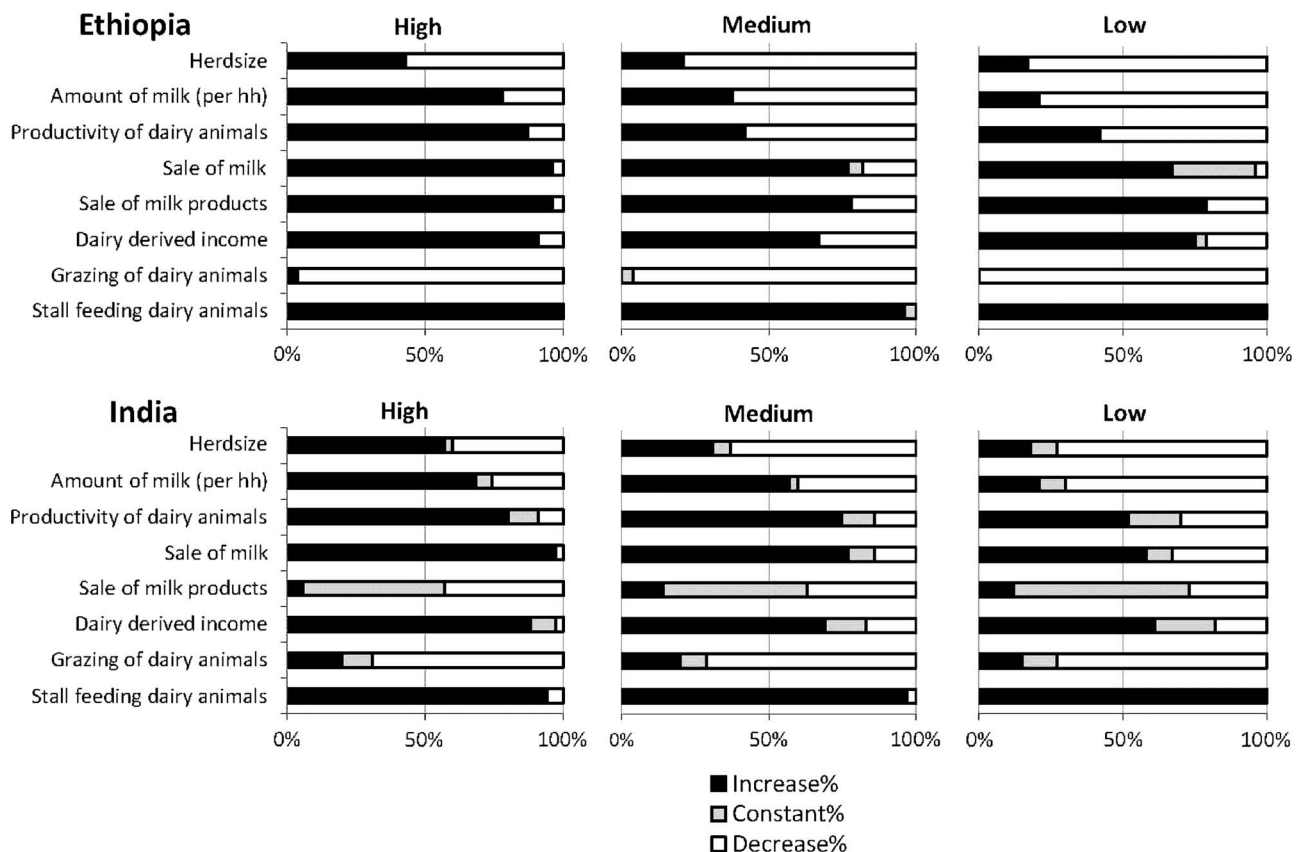 Ethiopia
High
Medium
Low
Herdsize
Amount of milk (per hh)
Productivity of dairy animals
Sale of milk
Sale of milk products
Dairy derived income
Grazing of dairy animals
Stall feeding dairy animals
0% 50% 100%
0% 50% 100%
0% 50% 100%
India
High
Medium
Low
Herdsize
Amount of milk (per hh)
Productivity of dairy animals
Sale of milk
Sale of milk products
Dairy derived income
Grazing of dairy animals
Stall feeding dairy animals
0% 50% 100%
0% 50% 100%
0% 50% 100%
Increase%
Constant%
Decrease%